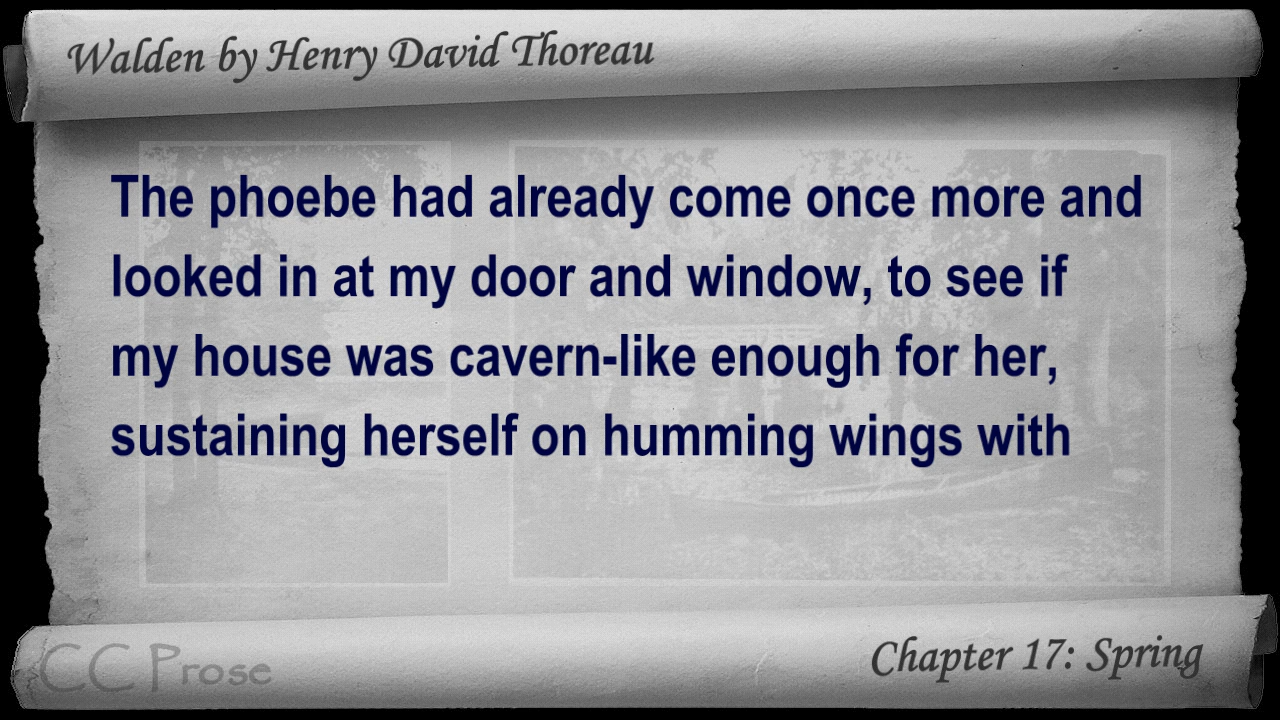 Walden by Henry David Thoreau
The phoebe had already come once more and
looked in at my door and window, to see if
my house was cavern-like enough for her,
sustaining herself on humming wings with
CC Prose
Chapter 17: Spring